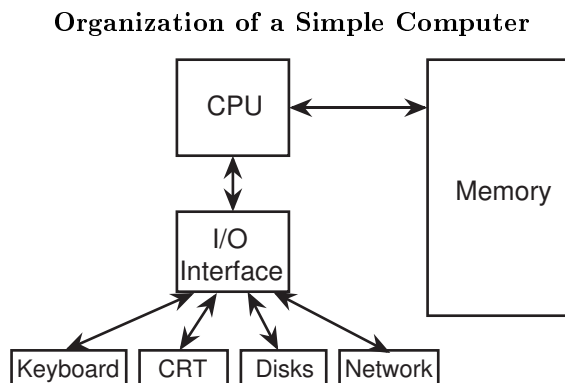 Organization of a Simple Computer
CPU
Memory
I/O
Interface
Keyboard
CRT
Disks
Network